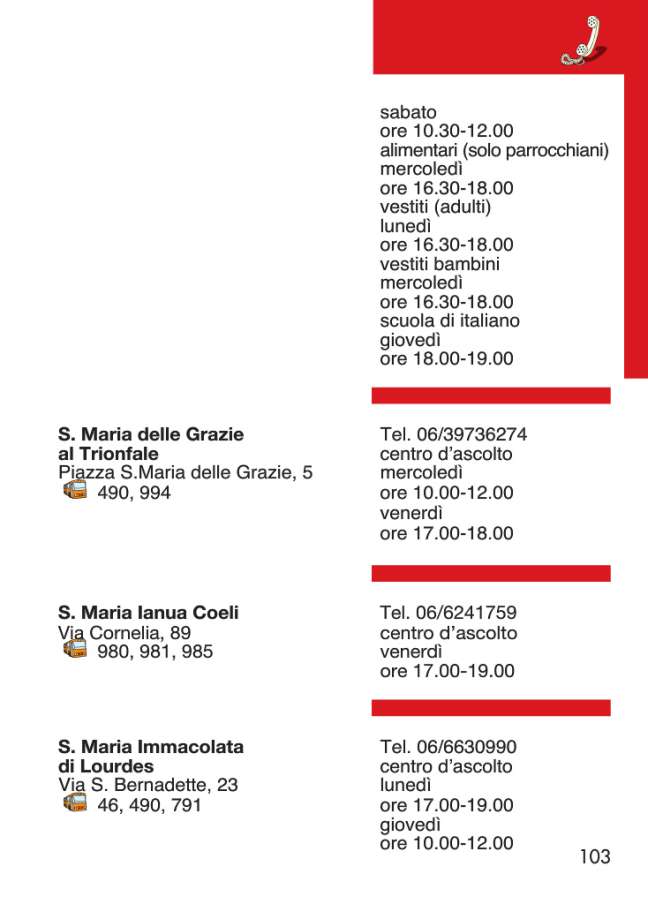 sabato
ore 10.30-12.00
alimentari (solo parrocchiani)
mercoledì
ore 16.30-18.00
vestiti (adulti)
lunedì
ore 16.30-18.00
vestiti bambini
mercoledì
ore 16.30-18.00
scuola di italiano
giovedì
ore 18.00-19.00
S. Maria delle Grazie
al Trionfale
Piazza S.Maria delle Grazie, 5
490, 994
Tel. 06/39736274
centro d’ascolto
mercoledì
ore 10.00-12.00
venerdì
ore 17.00-18.00
S. Maria Ianua Coeli
Via Cornelia, 89
980, 981, 985
Tel. 06/6241759
centro d’ascolto
venerdì
ore 17.00-19.00
S. Maria Immacolata
di Lourdes
Via S. Bernadette, 23
46, 490, 791
Tel. 06/6630990
centro d’ascolto
lunedì
ore 17.00-19.00
giovedì
ore 10.00-12.00
103